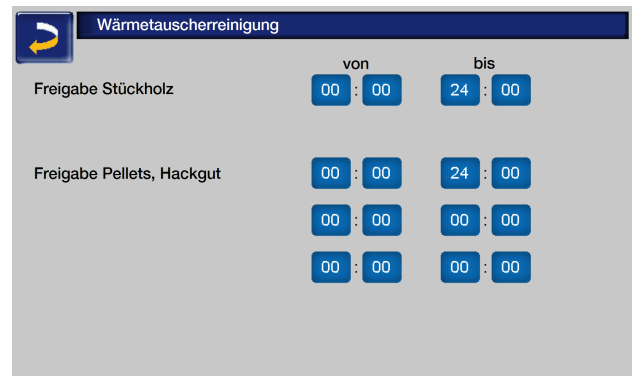 Wärmetauscherreinigung
von bis
Freigabe Stückholz 00 : 00 24 : 00
Freigabe Pellets, Hackgut 00 : 00 24 : 00
00 : 00 00 : 00
00 : 00 00 : 00